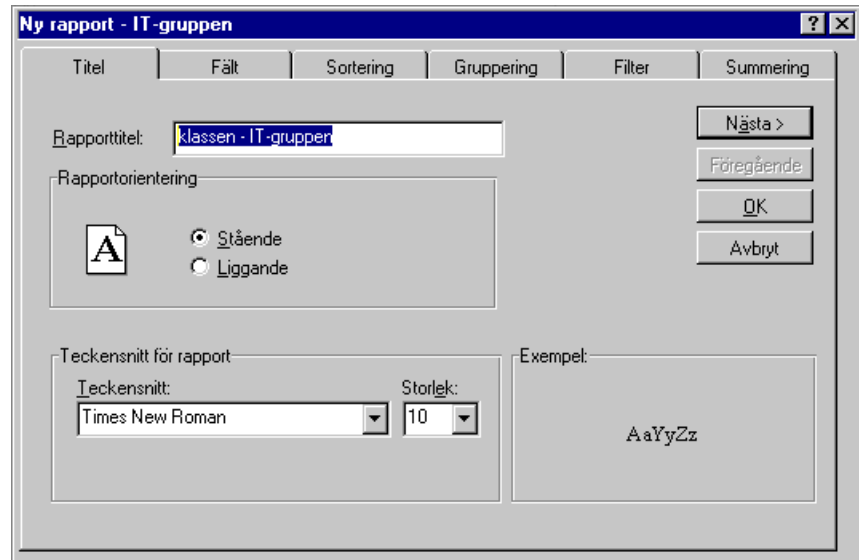 Ny rapport - IT-gruppen
Titel Fält Sortering Gruppering Filter Summering
Rapporttitel: klassen - IT-gruppen
Nästa >
Föregående
OK
Avbryt
Rapportorientering
A
Stående
Liggande
Teckensnitt för rapport
Teckensnitt: Storlek:
Times New Roman 10
Exempel:
AaYyZz